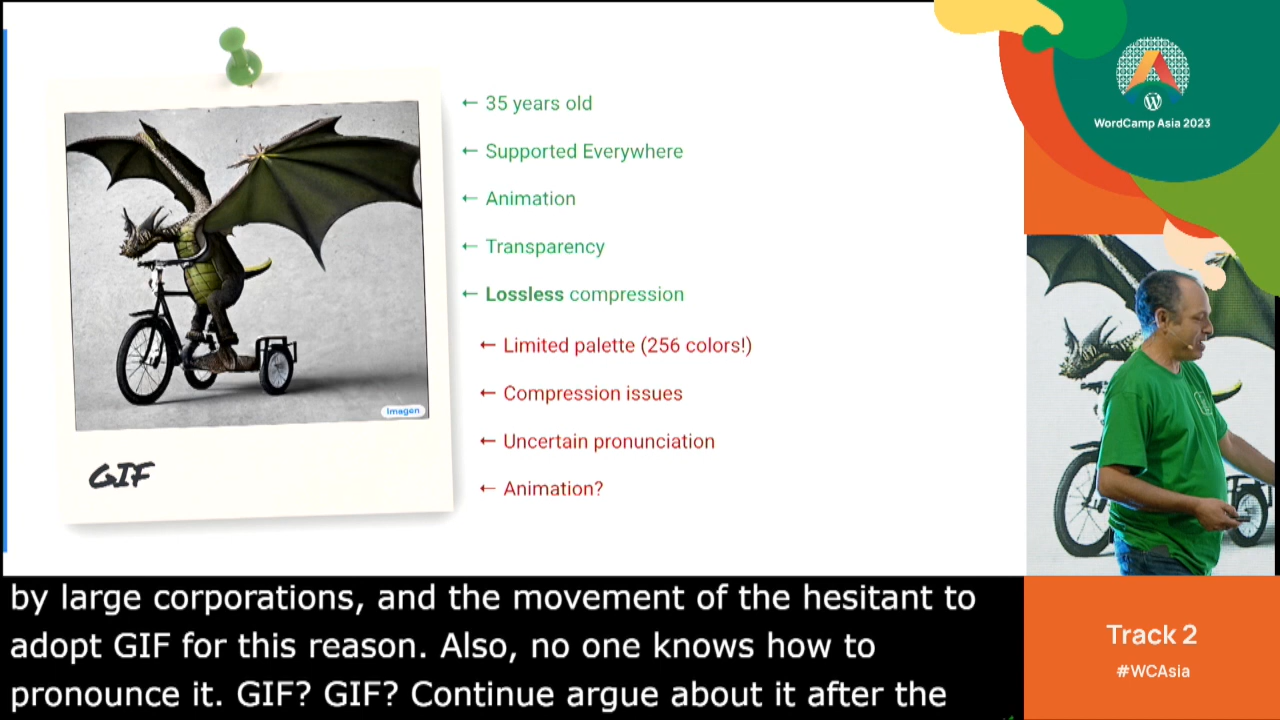 ← 35 years old
← Supported Everywhere
← Animation
← Transparency
← Lossless compression
← Limited palette (256 colors!)
← Compression issues
← Uncertain pronunciation
← Animation?
Imagen
GIF
WordCamp Asia 2023
by large corporations, and the movement of the hesitant to
adopt GIF for this reason. Also, no one knows how to
pronounce it. GIF? GIF? Continue argue about it after the
Track 2
#WCAsia